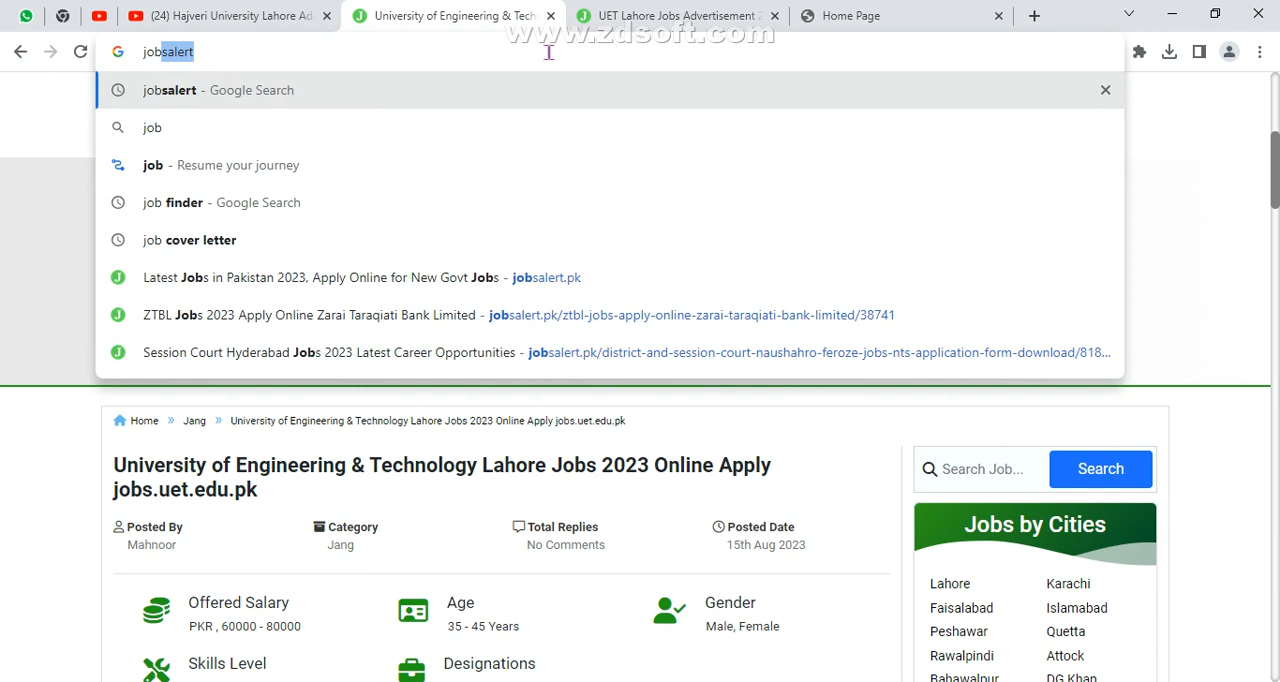 (24) Hajveri University Lahore Ad
University of Engineering & Tech
UET Lahore Jobs Advertisement 2
Home Page
www.zdsoft.com
jobsalert
jobsalert - Google Search
job
job - Resume your journey
job finder - Google Search
job cover letter
Latest Jobs in Pakistan 2023, Apply Online for New Govt Jobs - jobsalert.pk
ZTBL Jobs 2023 Apply Online Zarai Taraqiati Bank Limited - jobsalert.pk/ztbl-jobs-apply-online-zarai-taraqiati-bank-limited/38741
Session Court Hyderabad Jobs 2023 Latest Career Opportunities - jobsalert.pk/district-and-session-court-naushahro-feroze-jobs-nts-application-form-download/818...
Home » Jang » University of Engineering & Technology Lahore Jobs 2023 Online Apply jobs.uet.edu.pk
University of Engineering & Technology Lahore Jobs 2023 Online Apply
jobs.uet.edu.pk
Posted By
Mahnoor
Category
Jang
Total Replies
No Comments
Posted Date
15th Aug 2023
Offered Salary
PKR , 60000 - 80000
Age
35 - 45 Years
Gender
Male, Female
Skills Level
Designations
Search Job...
Search
Jobs by Cities
Lahore
Karachi
Faisalabad
Islamabad
Peshawar
Quetta
Rawalpindi
Attock
Bahawalpur
DG Khan